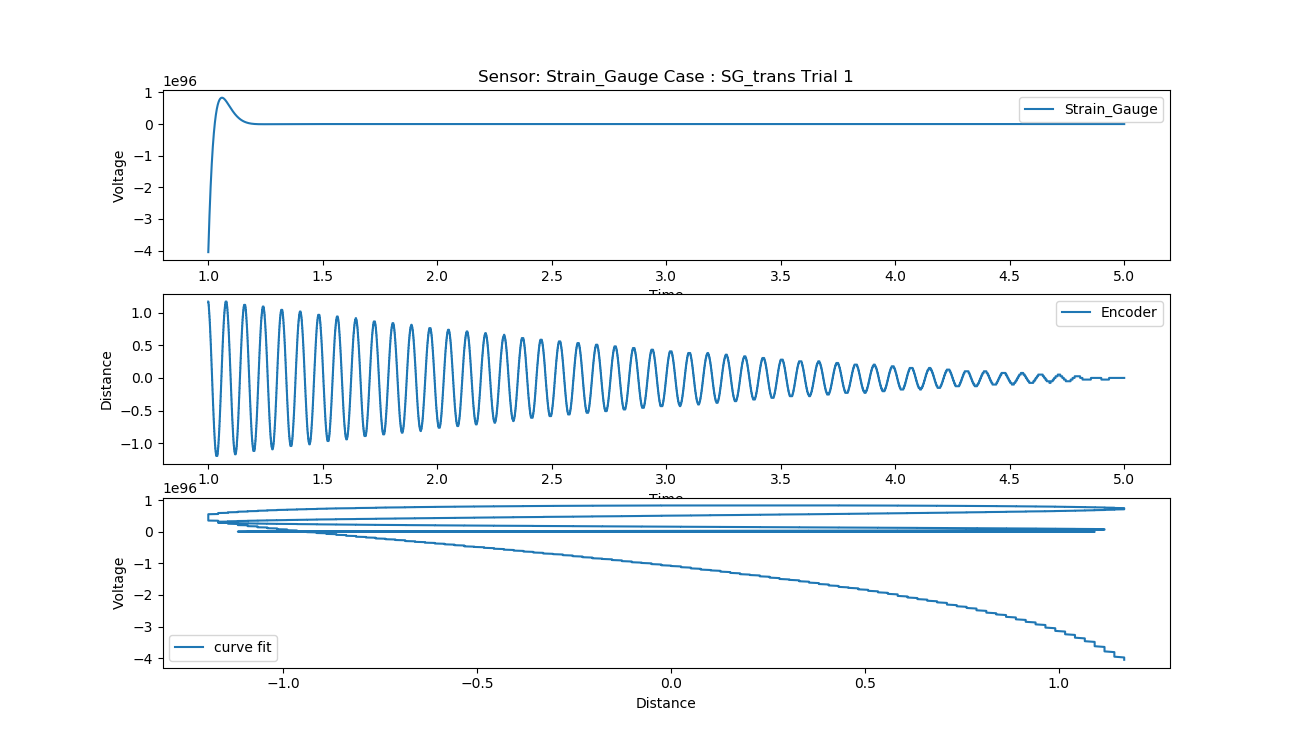 Sensor: Strain_Gauge Case : SG_trans Trial 1
1e96
1
0
−1
−2
−3
−4
Voltage
Strain_Gauge
1.0 1.5 2.0 2.5 3.0 3.5 4.0 4.5 5.0
Time
1.0
0.5
0.0
−0.5
−1.0
Distance
Encoder
1.0 1.5 2.0 2.5 3.0 3.5 4.0 4.5 5.0
Time
1e96
1
0
−1
−2
−3
−4
Voltage
curve fit
−1.0 −0.5 0.0 0.5 1.0
Distance